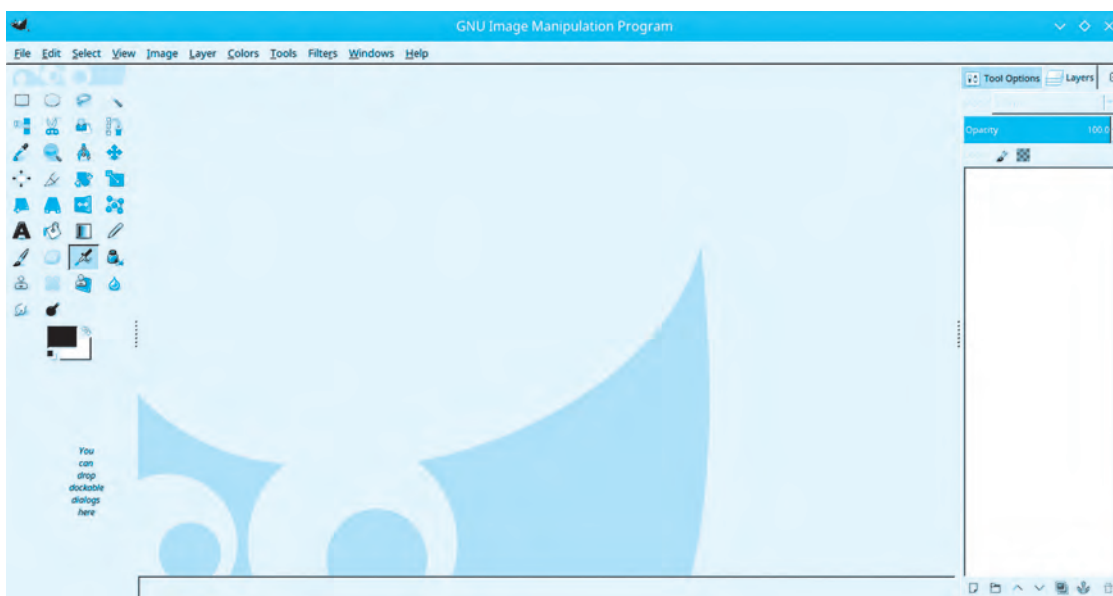 GNU Image Manipulation Program
File Edit Select View Image Layer Colors Tools Filters Windows Help
Tool Options Layers
Opacity 100.0
You
can
drop
dockable
dialogs
here